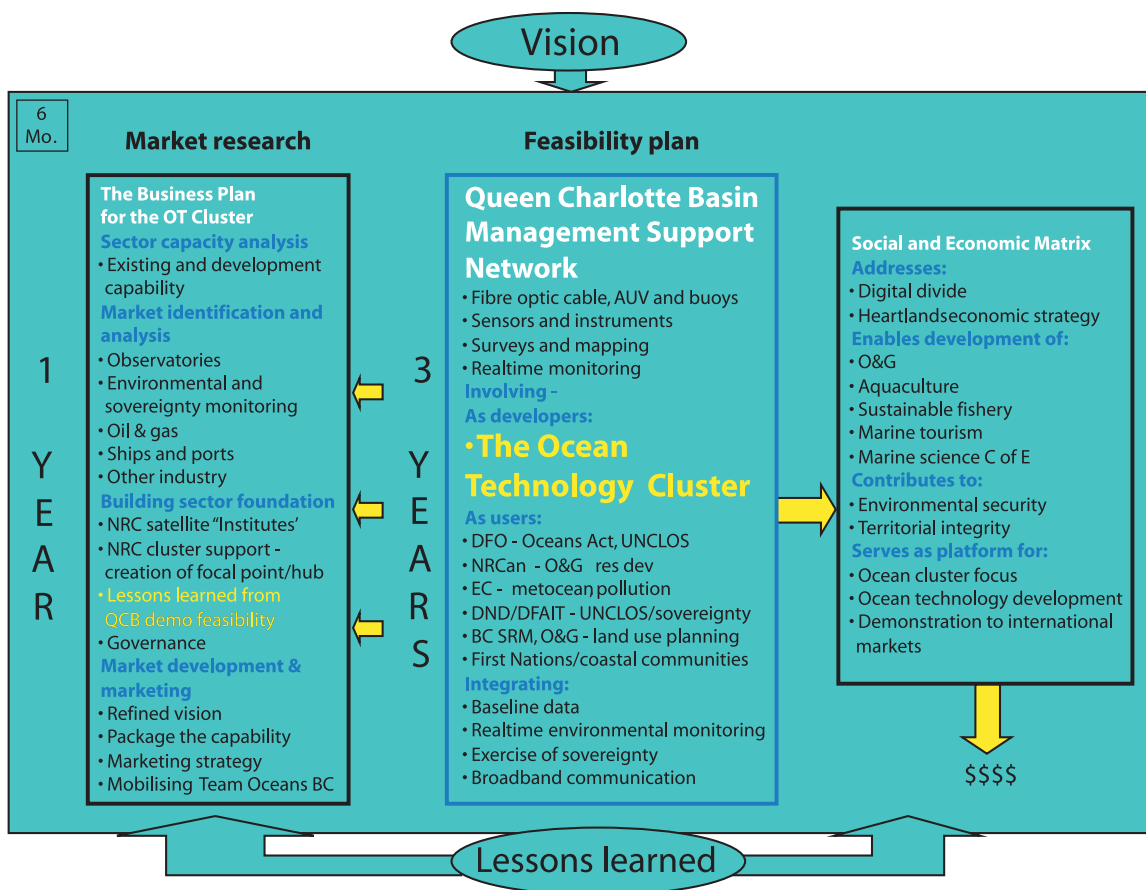 Vision
6
Mo.
Market research
Feasibility plan
1
YEAR
The Business Plan
for the OT Cluster
Sector capacity analysis
• Existing and development
capability
Market identification and
analysis
• Observatories
• Environmental and
sovereignty monitoring
• Oil & gas
• Ships and ports
• Other industry
Building sector foundation
• NRC satellite “Institutes’
• NRC cluster support -
creation of focal point/hub
• Lessons learned from
QCB demo feasibility
• Governance
Market development &
marketing
• Refined vision
• Package the capability
• Marketing strategy
• Mobilising Team Oceans BC
3
YEARS
Queen Charlotte Basin
Management Support
Network
• Fibre optic cable, AUV and buoys
• Sensors and instruments
• Surveys and mapping
• Realtime monitoring
Involving -
As developers:
• The Ocean
Technology Cluster
As users:
• DFO - Oceans Act, UNCLOS
• NRCan - O&G res dev
• EC - metocean, pollution
• DND/DFAIT - UNCLOS/sovereignty
• BC SRM, O&G - land use planning
• First Nations/coastal communities
Integrating:
• Baseline data
• Realtime environmental monitoring
• Exercise of sovereignty
• Broadband communication
Social and Economic Matrix
Addresses:
• Digital divide
• Heartlandseconomic strategy
Enables development of:
• O&G
• Aquaculture
• Sustainable fishery
• Marine tourism
• Marine science C of E
Contributes to:
• Environmental security
• Territorial integrity
Serves as platform for:
• Ocean cluster focus
• Ocean technology development
• Demonstration to international
markets
$$$$
Lessons learned